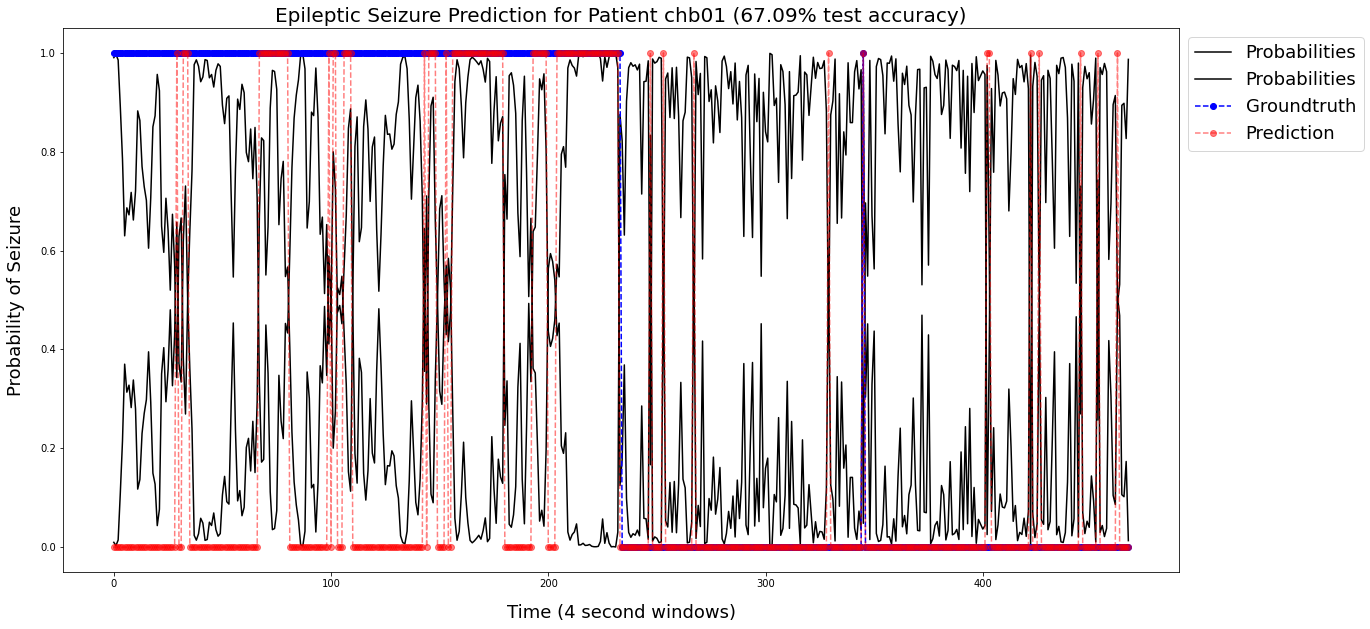 Epileptic Seizure Prediction for Patient chb01 (67.09% test accuracy)
Probability of Seizure
1.0
0.8
0.6
0.4
0.2
0.0
0
100
200
300
400
Time (4 second windows)
Probabilities
Probabilities
Groundtruth
Prediction